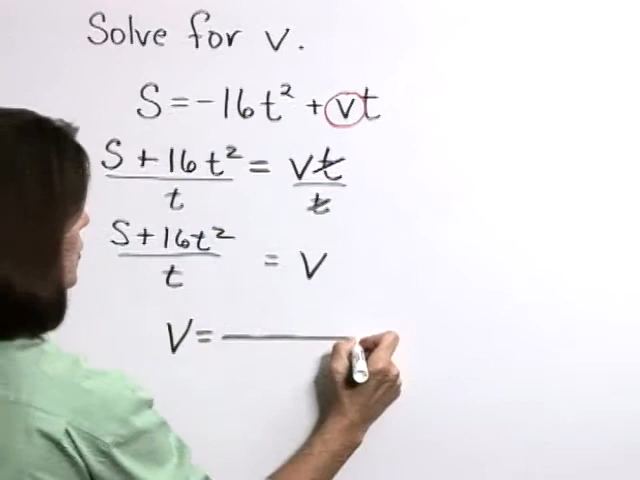 Solve for v.
S = -16t² + vt
S + 16t² / t = vt / t
S + 16t² / t = V
V =